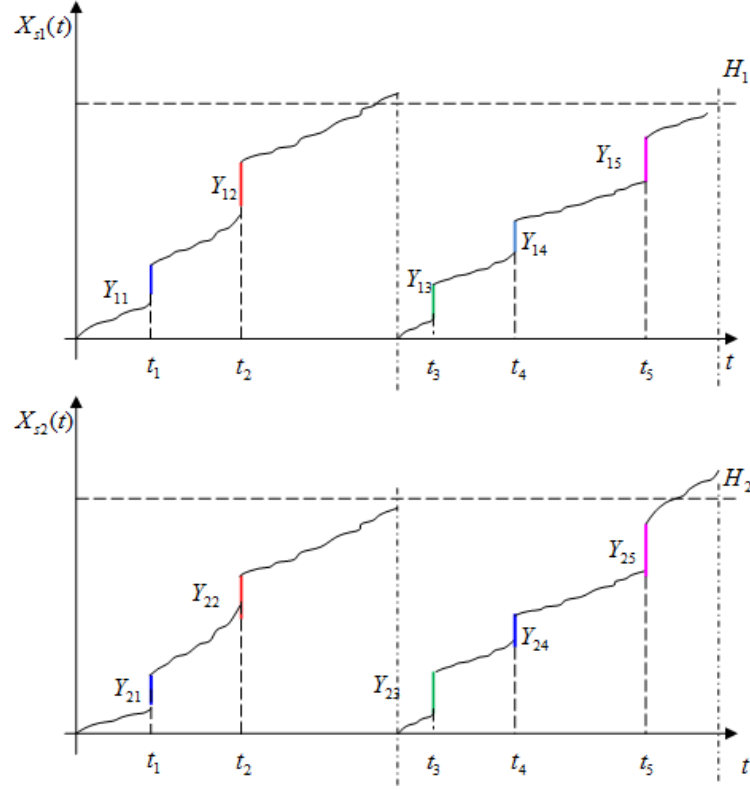 X_{s1}(t)
H_1
Y_{12}
Y_{15}
Y_{11}
Y_{13}
Y_{14}
t_1 t_2 t_3 t_4 t_5 t
X_{s2}(t)
H_2
Y_{22}
Y_{25}
Y_{21}
Y_{23}
Y_{24}
t_1 t_2 t_3 t_4 t_5 t